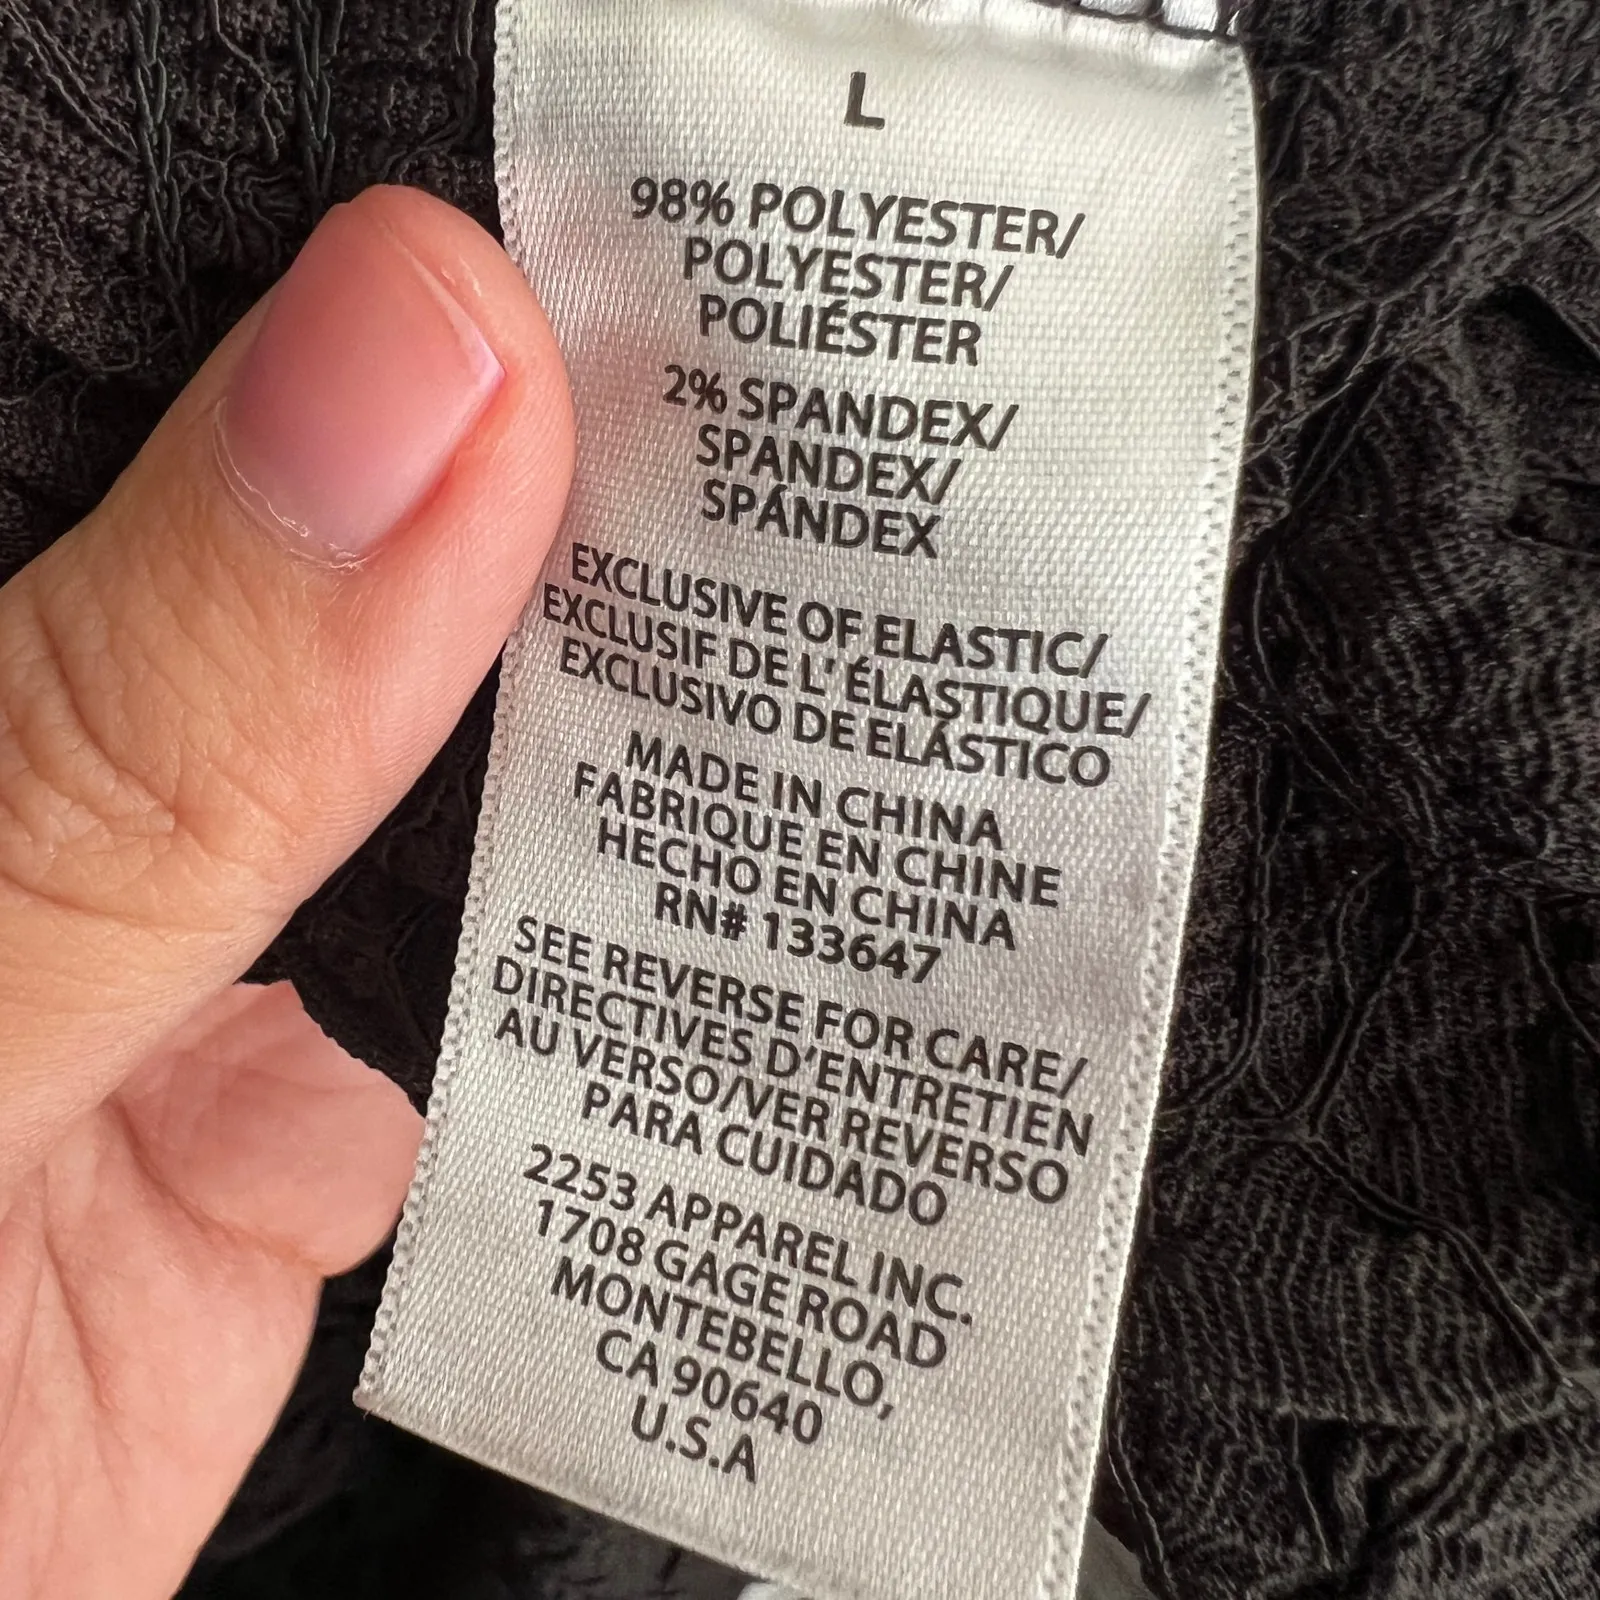 L
98% POLYESTER/
POLYESTER/
POLIÉSTER
2% SPANDEX/
SPANDEX/
SPÁNDEX
EXCLUSIVE OF ELASTIC/
EXCLUSIF DE L' ÉLASTIQUE/
EXCLUSIVO DE ELÁSTICO
MADE IN CHINA
FABRIQUE EN CHINE
HECHO EN CHINA
RN# 133647
SEE REVERSE FOR CARE/
DIRECTIVES D'ENTRETIEN
AU VERSO/VER REVERSO
PARA CUIDADO
2253 APPAREL INC.
1708 GAGE ROAD
MONTEBELLO,
CA 90640
U.S.A